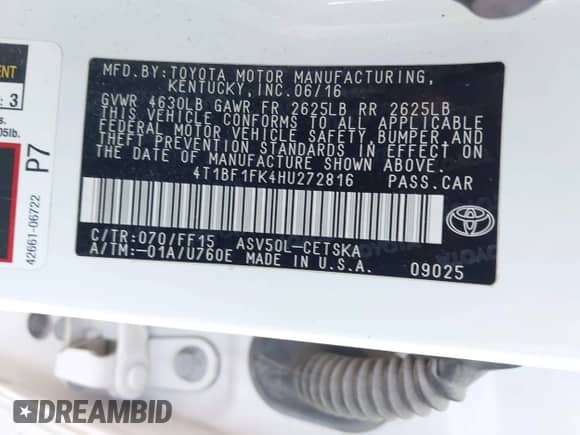 MFD.BY:TOYOTA MOTOR MANUFACTURING,
KENTUCKY,INC.06/16
GVWR 4630LB GAWR FR 2625LB RR 2625LB
THIS VEHICLE CONFORMS TO ALL APPLICABLE
FEDERAL MOTOR VEHICLE SAFETY,BUMPER AND
THEFT PREVENTION STANDARDS IN EFFECT ON
THE DATE OF MANUFACTURE SHOWN ABOVE.
4T1BF1FK4HU272816 PASS.CAR
C/TR:070/FF15 ASV50L-CETSKA
A/TM:-01A/U760E MADE IN U.S.A.
09025
TOYOTA
ENT
3
s.
05lb.
P7
42661-06722
DREAMBID